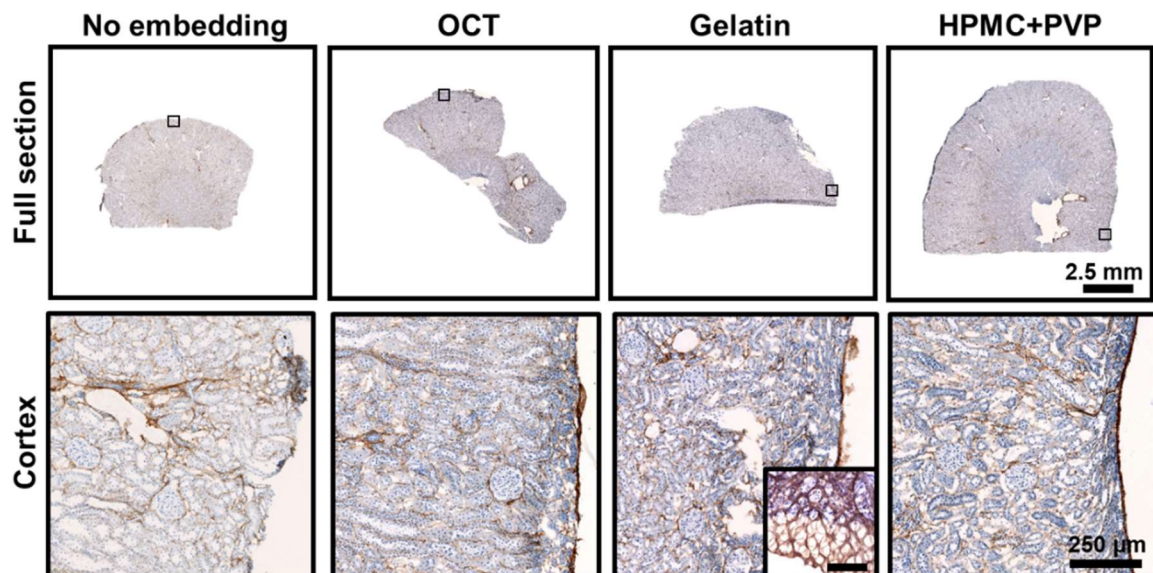 No embedding
OCT
Gelatin
HPMC+PVP
Full section
2.5 mm
Cortex
250 µm